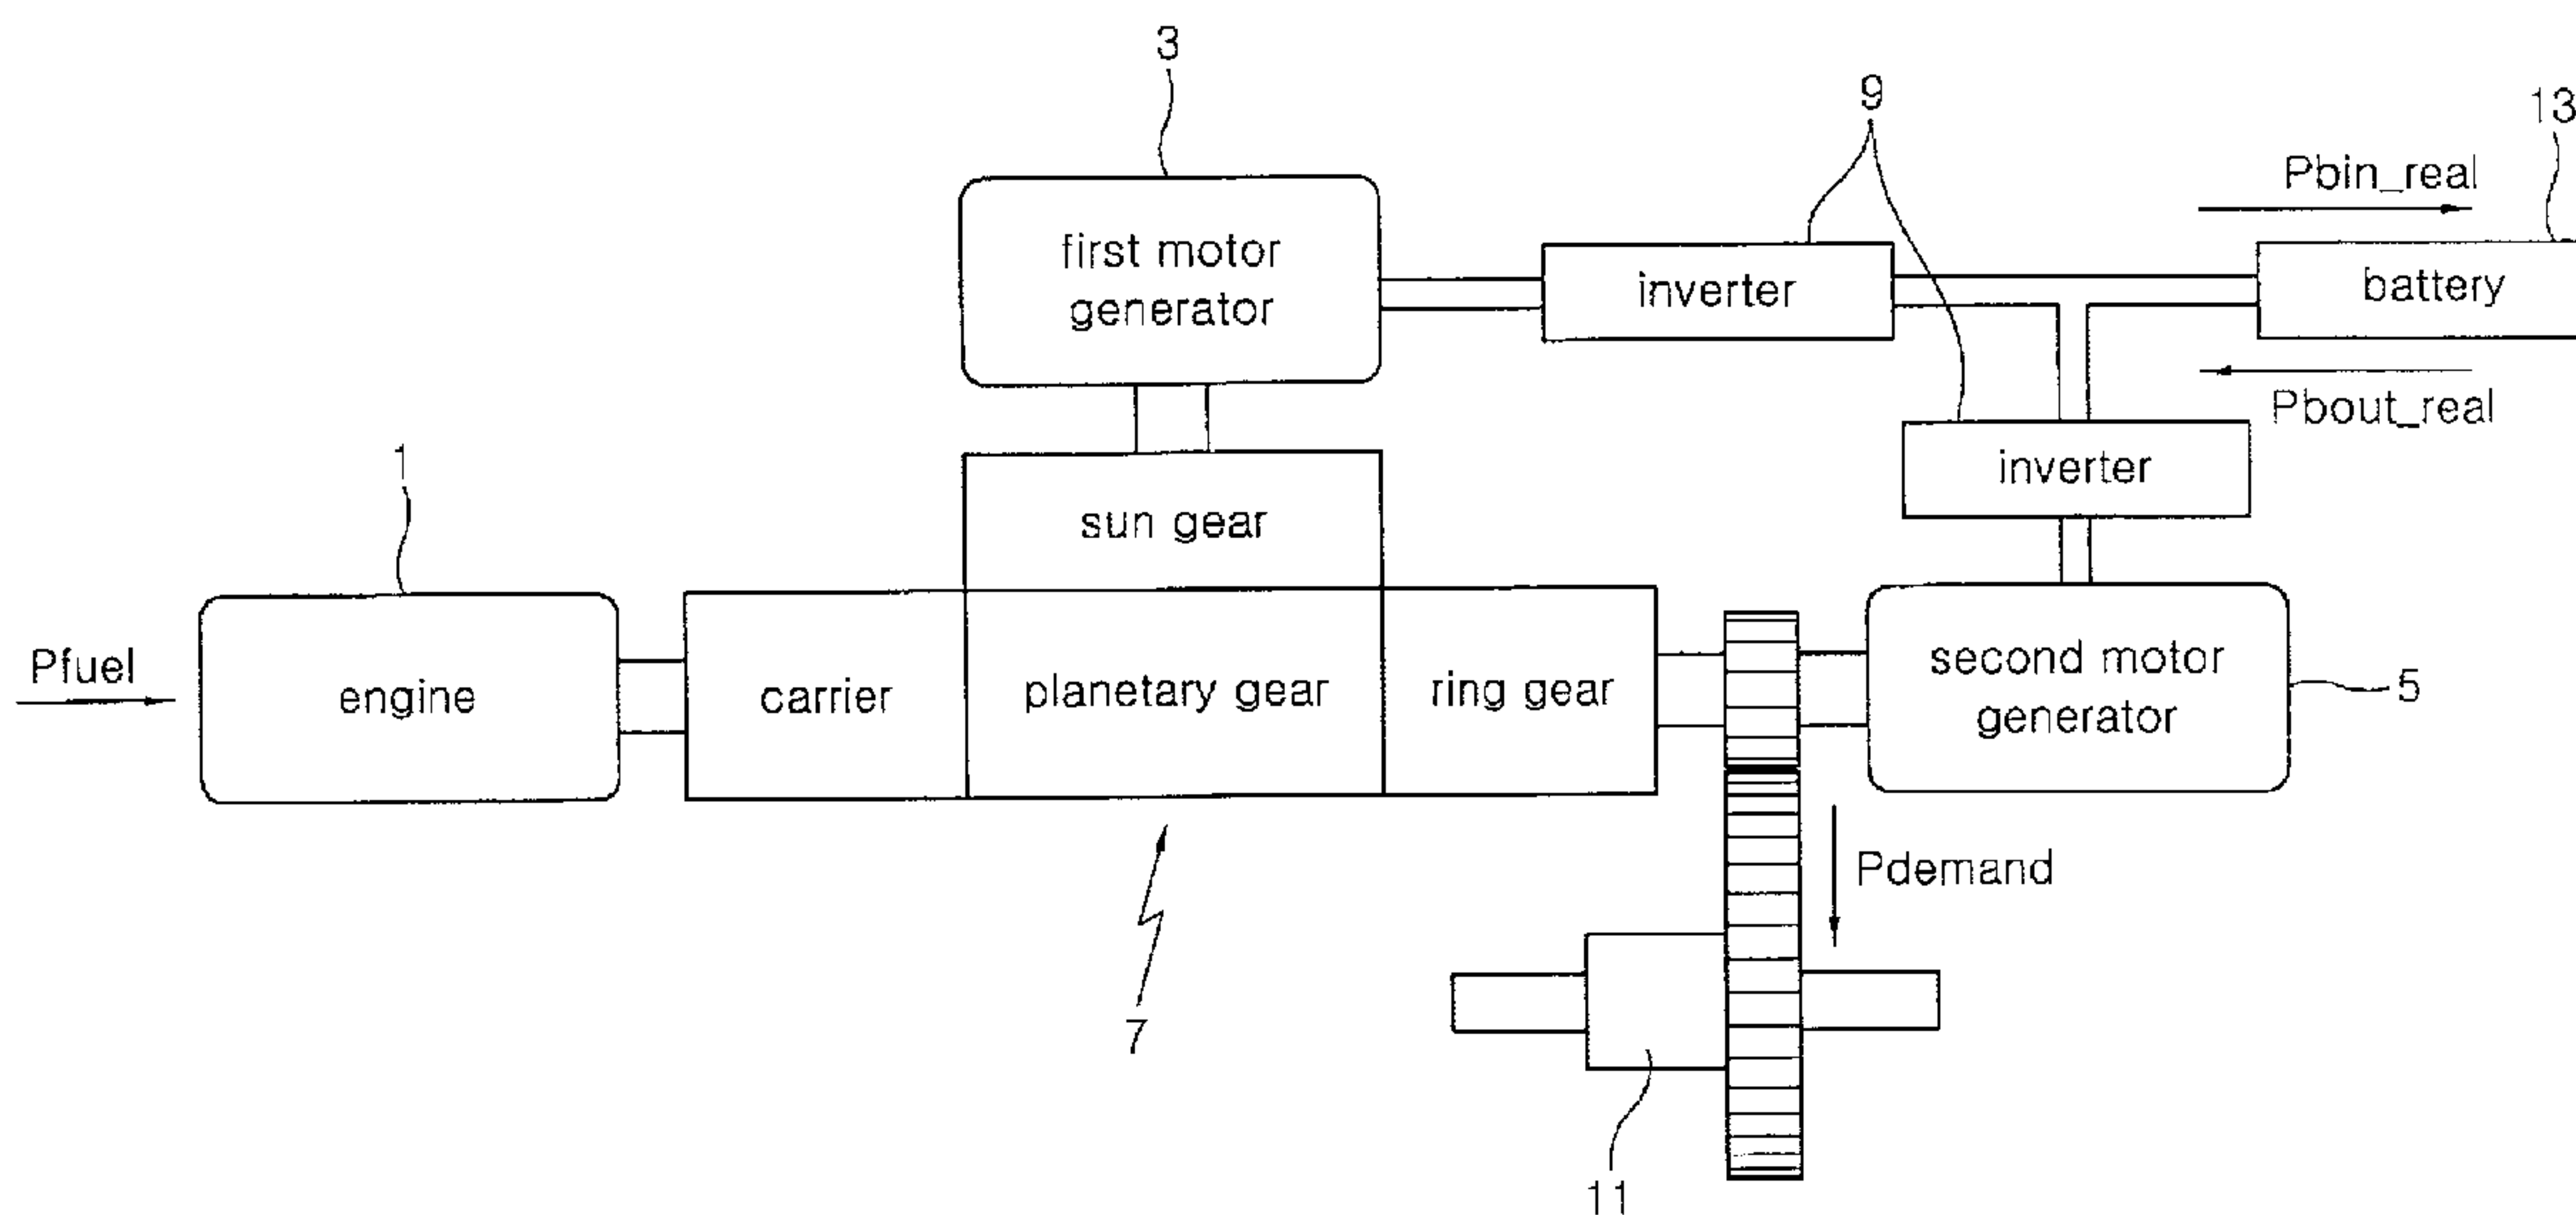 3
9
13
Pbin_real
first motor
generator
inverter
battery
Pbout_real
1
inverter
sun gear
Pfuel
engine
carrier
planetary gear
ring gear
second motor
generator
5
Pdemand
7
11